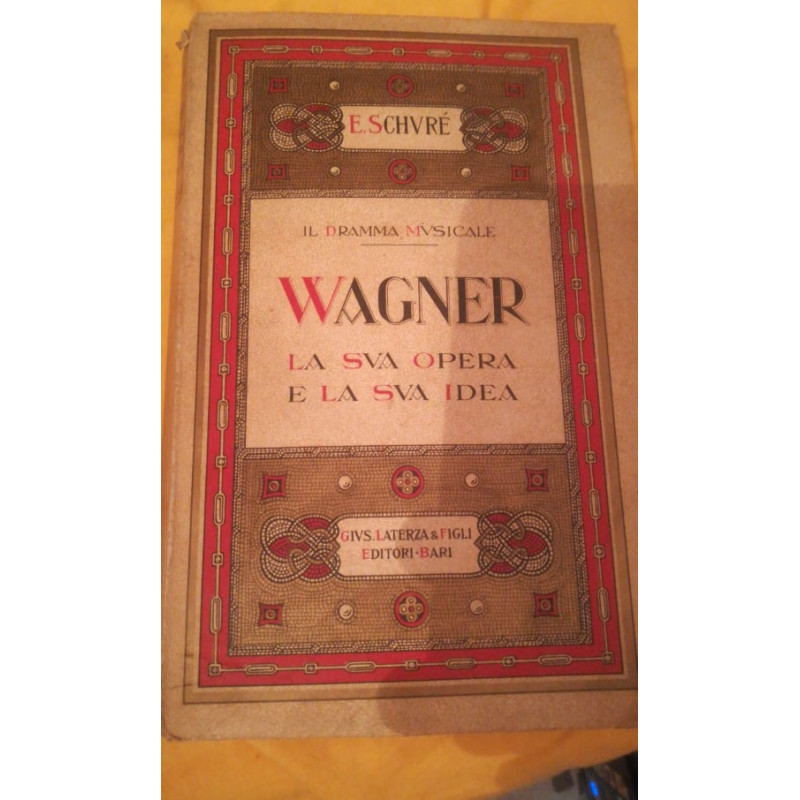 E. SCHVRÉ
IL DRAMMA MVSICALE
WAGNER
LA SVA OPERA
E LA SVA IDEA
GIVS. LATERZA & FIGLI
EDITORI · BARI